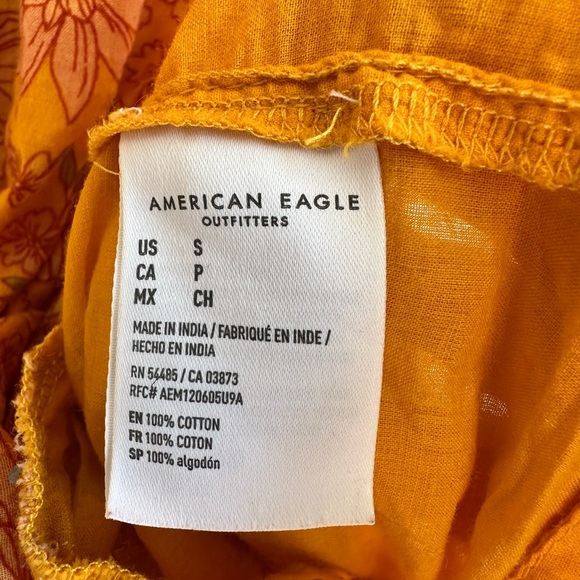 AMERICAN EAGLE
OUTFITTERS
US S
CA P
MX CH
MADE IN INDIA / FABRIQUÉ EN INDE /
HECHO EN INDIA
RN 54485 / CA 03873
RFC# AEM120605U9A
EN 100% COTTON
FR 100% COTON
SP 100% algodón